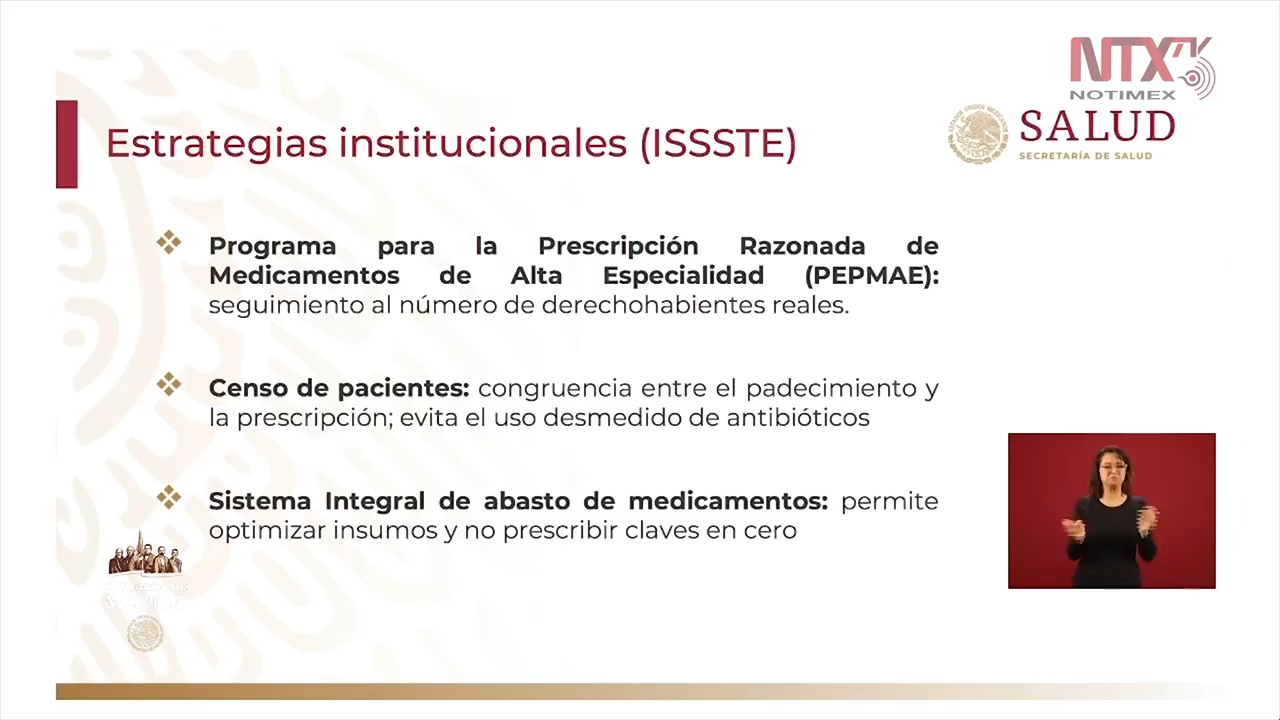 NTX
NOTIMEX
SALUD
SECRETARÍA DE SALUD
Estrategias institucionales (ISSSTE)
Programa para la Prescripción Razonada de
Medicamentos de Alta Especialidad (PEPMAE):
seguimiento al número de derechohabientes reales.
Censo de pacientes: congruencia entre el padecimiento y
la prescripción; evita el uso desmedido de antibióticos
Sistema Integral de abasto de medicamentos: permite
optimizar insumos y no prescribir claves en cero